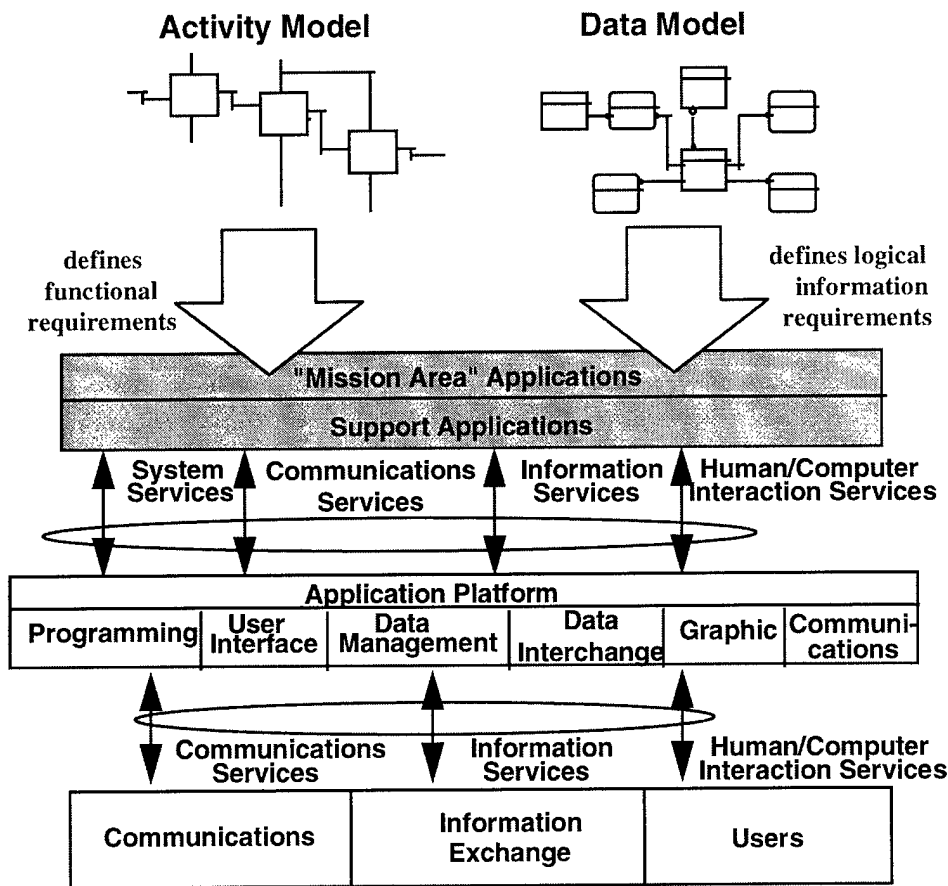 Activity Model
Data Model
defines
functional
requirements
defines logical
information
requirements
"Mission Area" Applications
Support Applications
System
Services
Communications
Services
Information
Services
Human/Computer
Interaction Services
Application Platform
Programming
User
Interface
Data
Management
Data
Interchange
Graphic
Communi-
cations
Communications
Services
Information
Services
Human/Computer
Interaction Services
Communications
Information
Exchange
Users